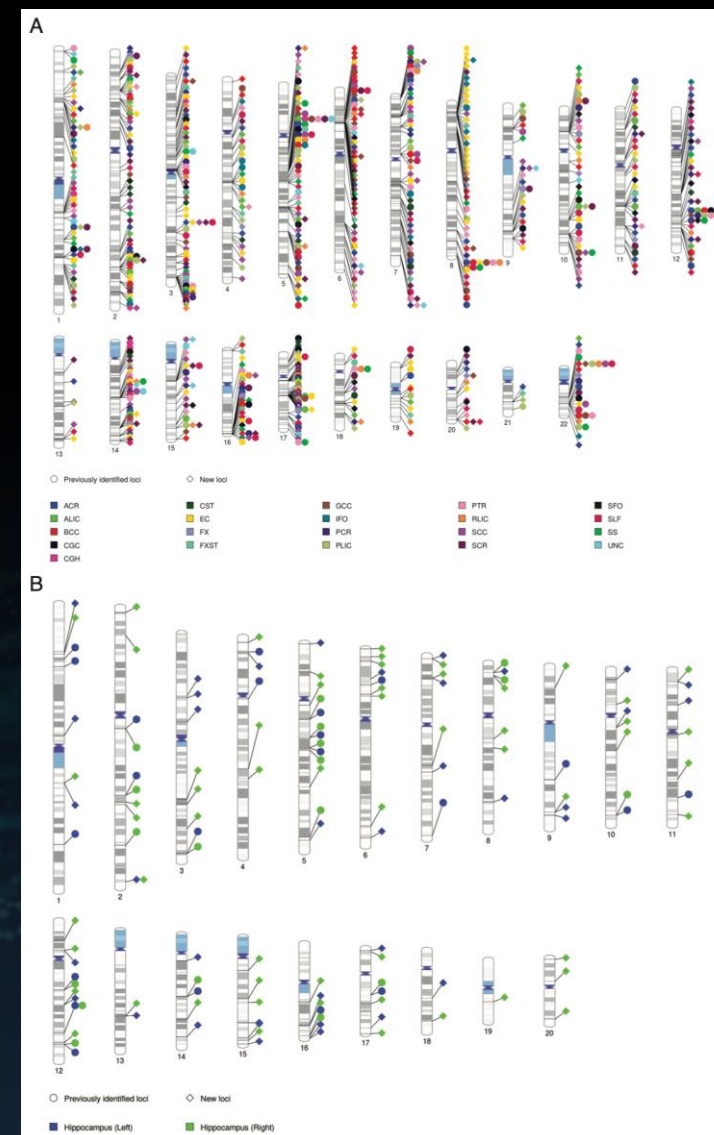 A
1 2 3 4 5 6 7 8 9 10 11 12
13 14 15 16 17 18 19 20 21 22
Previously identified loci New loci
ACR CST GCC PTR SFO
ALIC EC IFO RLIC SLF
BCC FX PCR SCC SS
CGC FXST PLIC SCR UNC
CGH
B
1 2 3 4 5 6 7 8 9 10 11
12 13 14 15 16 17 18 19 20
Previously identified loci New loci
Hippocampus (Left) Hippocampus (Right)